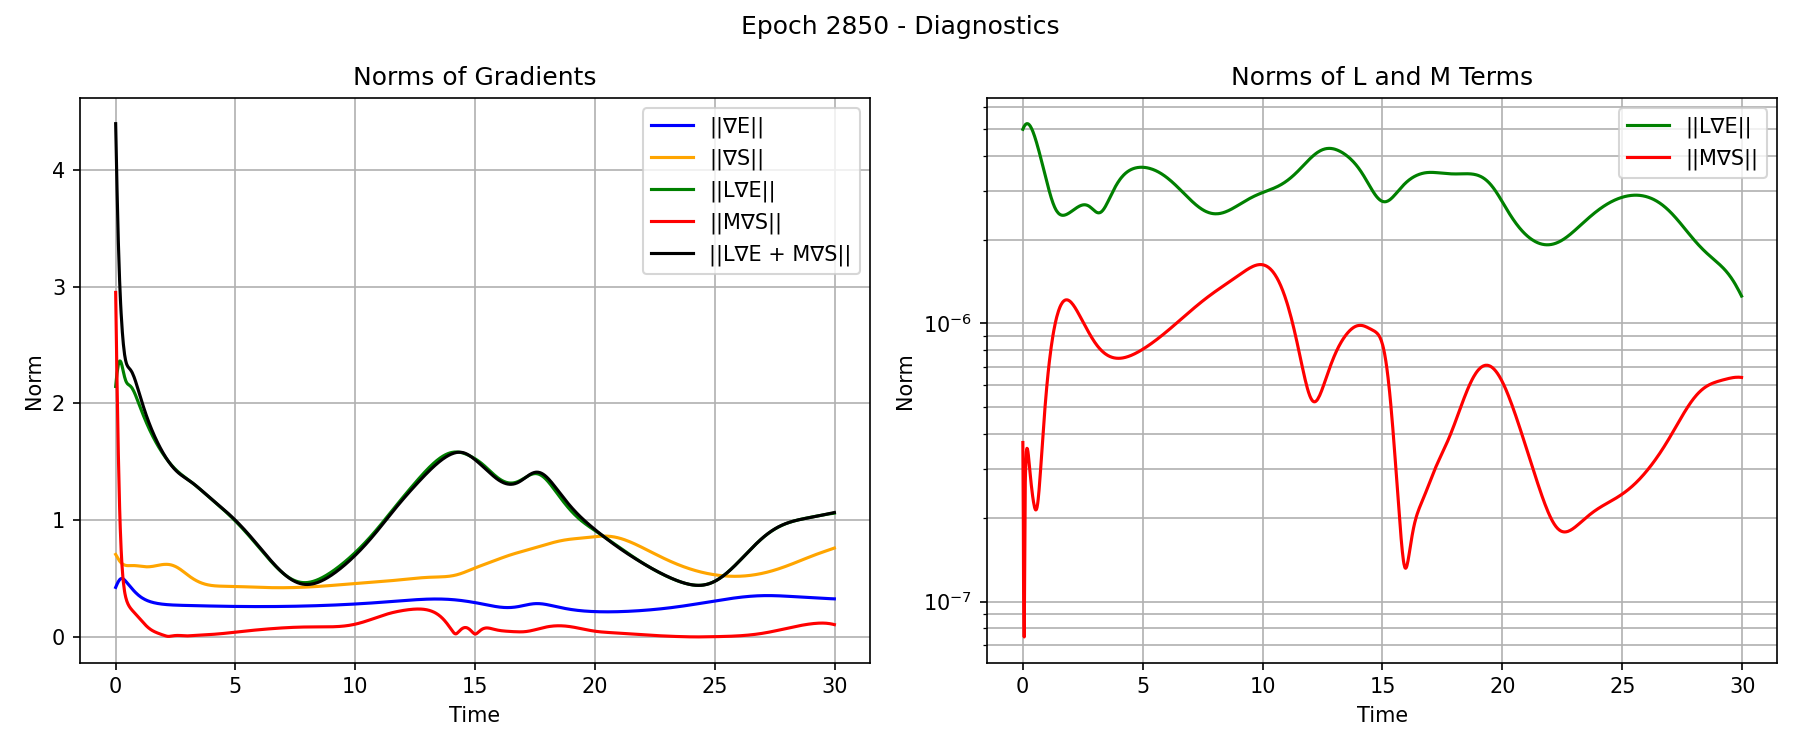 Epoch 2850 - Diagnostics
Norms of Gradients
Norm
4
3
2
1
0
0 5 10 15 20 25 30
Time
||∇E||
||∇S||
||L∇E||
||M∇S||
||L∇E + M∇S||
Norms of L and M Terms
Norm
10⁻⁶
10⁻⁷
0 5 10 15 20 25 30
Time
||L∇E||
||M∇S||